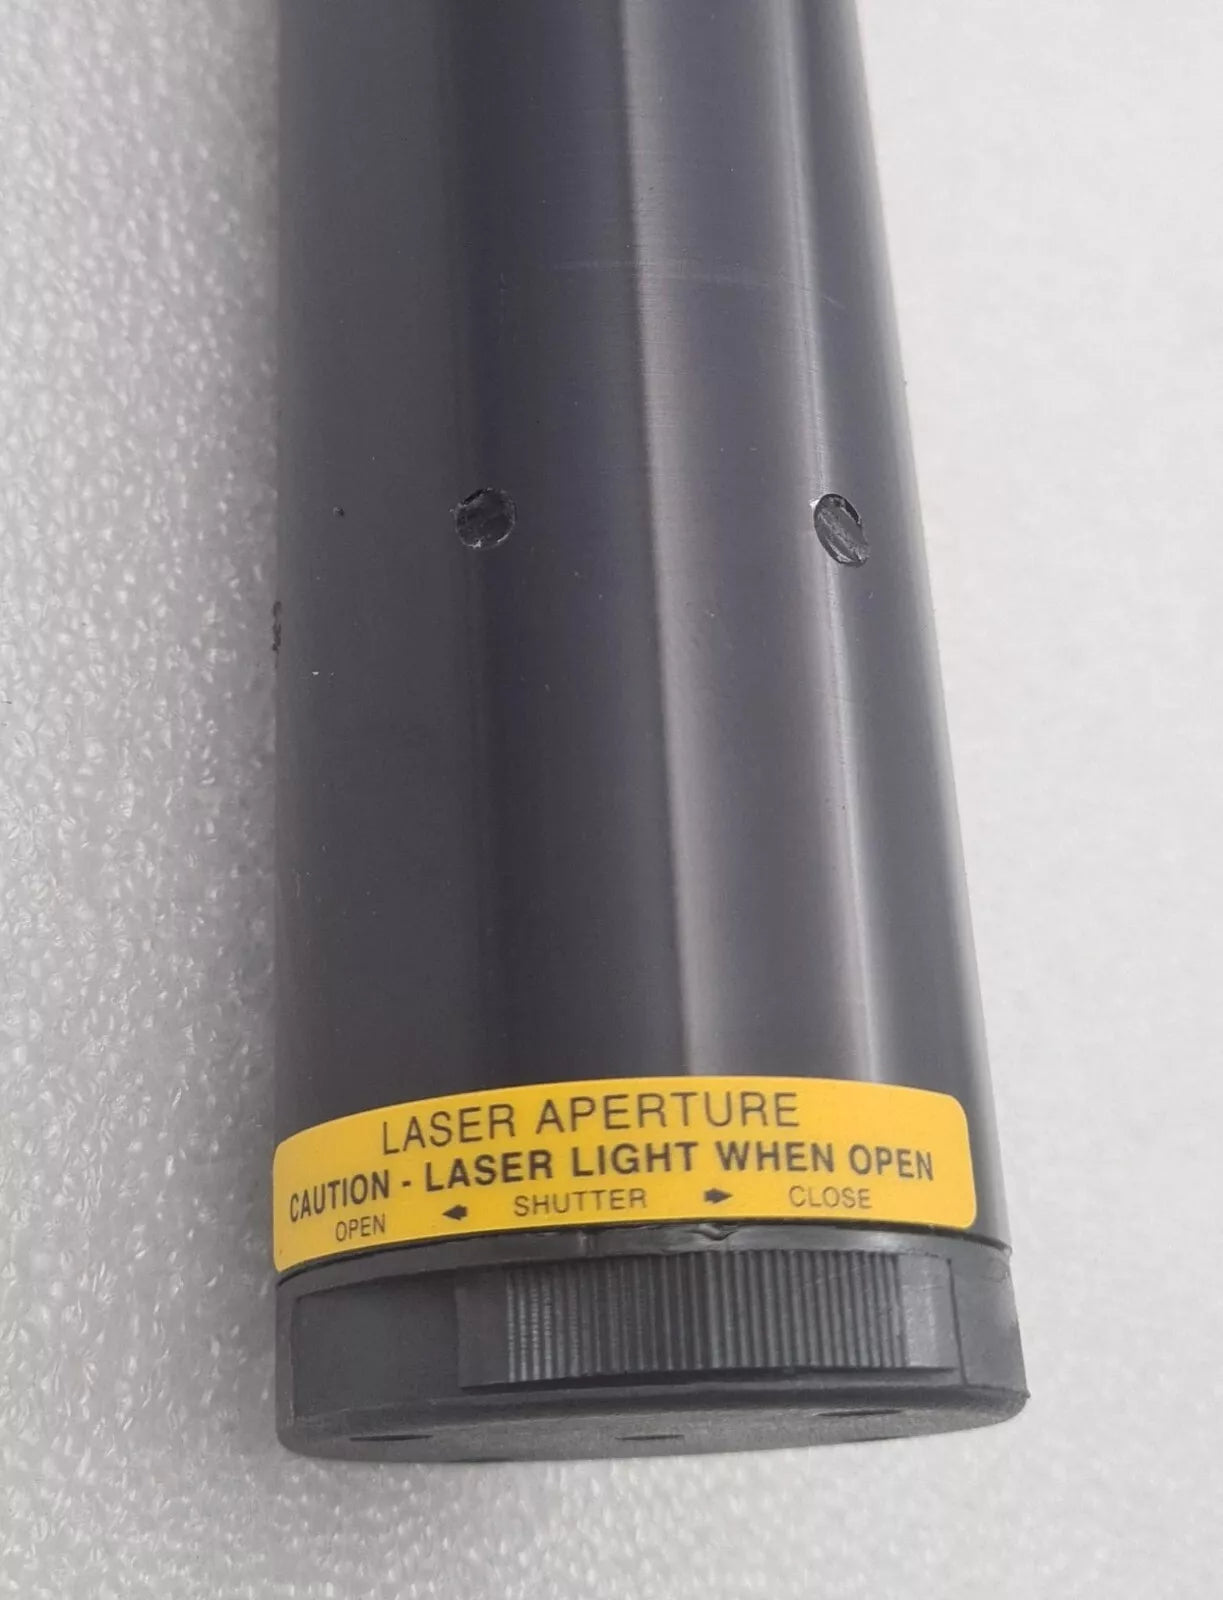 LASER APERTURE
CAUTION - LASER LIGHT WHEN OPEN
OPEN ← SHUTTER → CLOSE